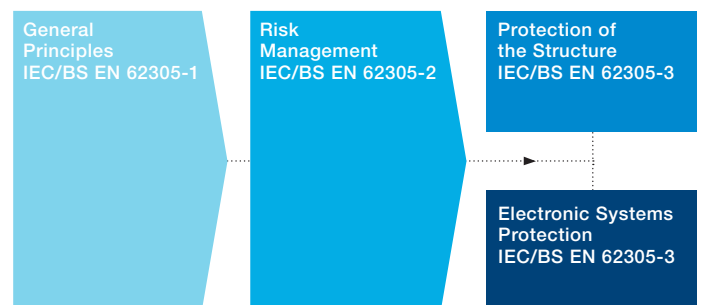 General
Principles
IEC/BS EN 62305-1
Risk
Management
IEC/BS EN 62305-2
Protection of
the Structure
IEC/BS EN 62305-3
Electronic Systems
Protection
IEC/BS EN 62305-3